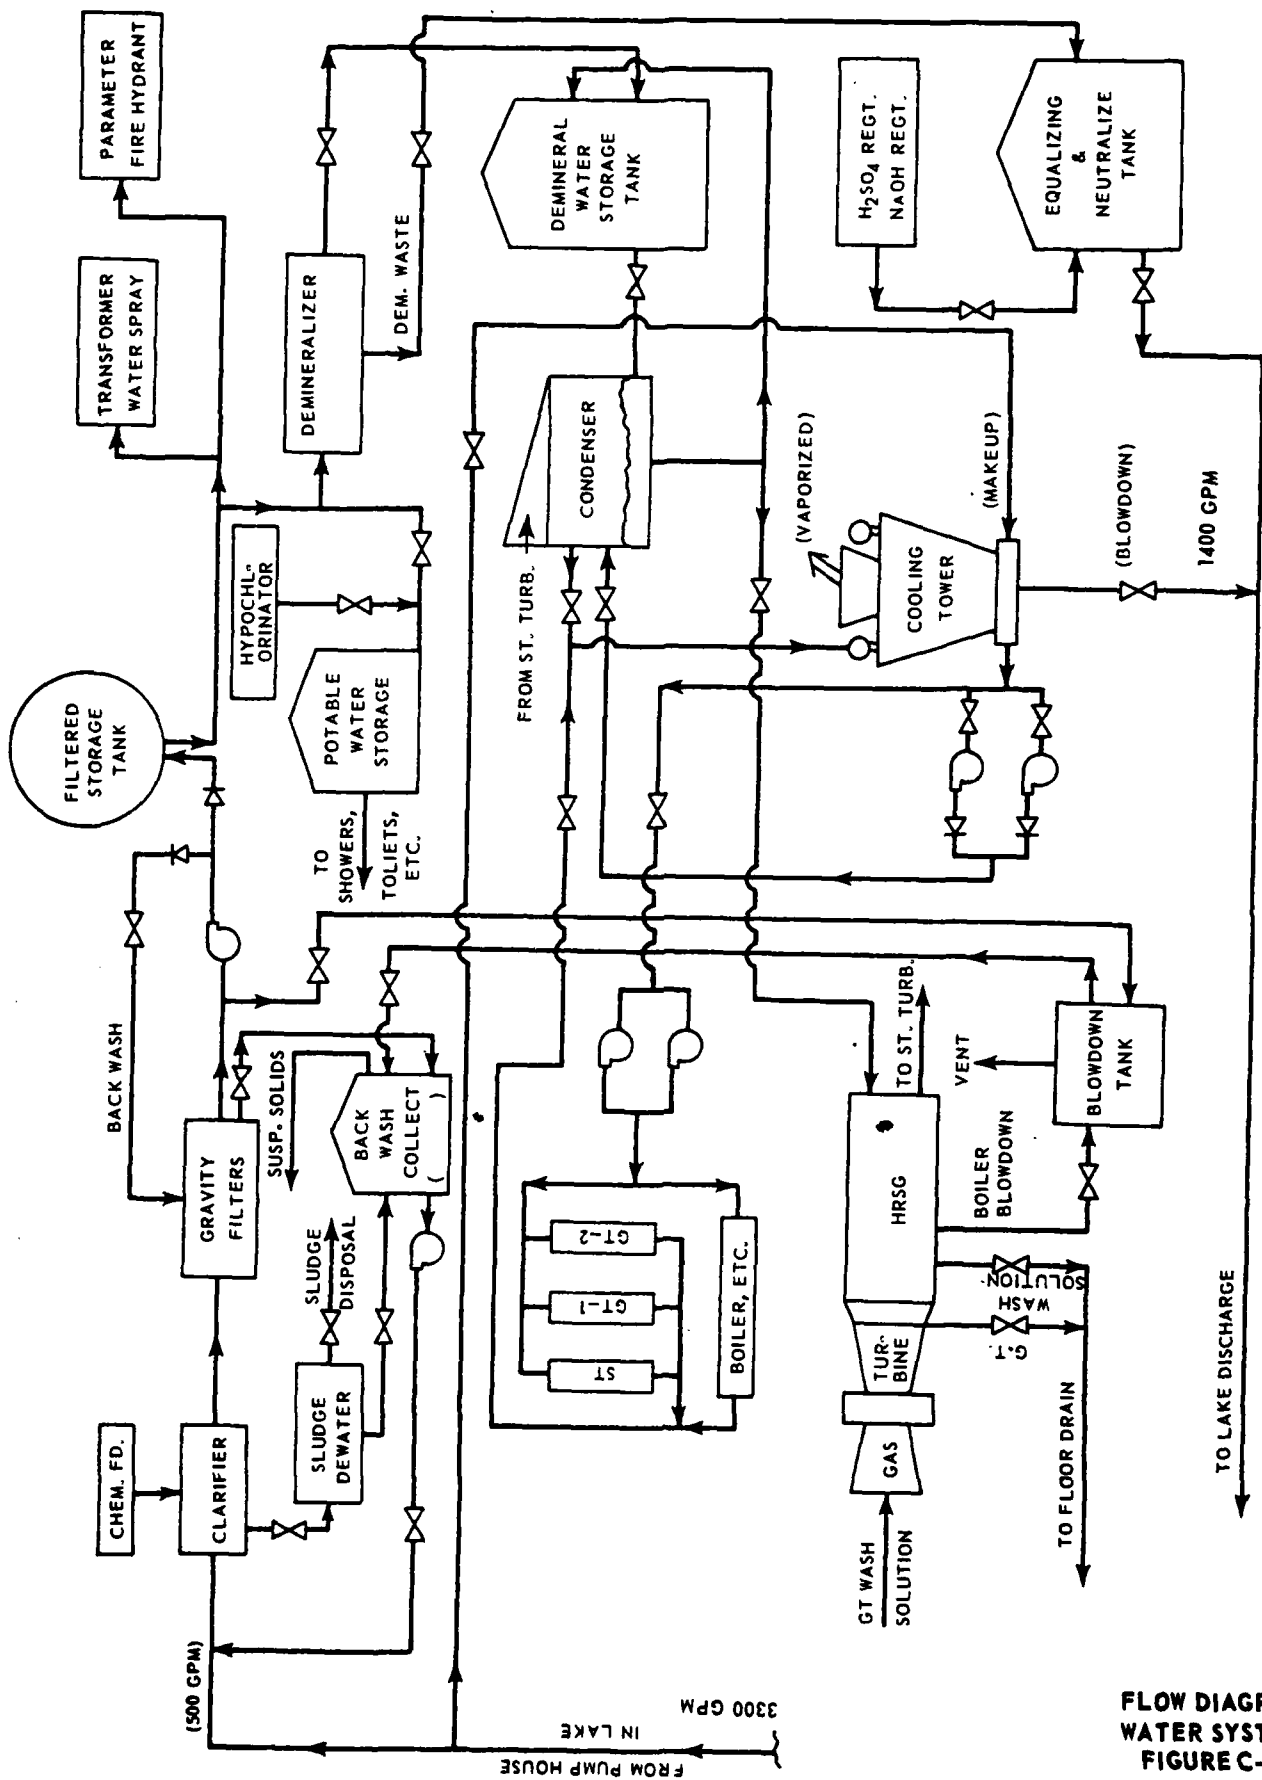 PARAMETER
FIRE HYDRANT
TRANSFORMER
WATER SPRAY
FILTERED
STORAGE
TANK
BACK WASH
CHEM. FD.
CLARIFIER
GRAVITY
FILTERS
(500 GPM)
DEMINERALIZER
DEM. WASTE
HYPOCHL-
ORINATOR
POTABLE
WATER
STORAGE
TO
SHOWERS,
TOLIETS,
ETC.
SUSP. SOLIDS
BACK
WASH
COLLECT
SLUDGE
DISPOSAL
SLUDGE
DEWATER
DEMINERAL
WATER
STORAGE
TANK
CONDENSER
FROM ST. TURB.
H2SO4 REGT.
NaOH REGT.
EQUALIZING
&
NEUTRALIZE
TANK
(VAPORIZED)
(MAKEUP)
COOLING
TOWER
(BLOWDOWN)
1400 GPM
GT-2
GT-1
ST
BOILER, ETC.
TO ST. TURB.
VENT
BLOWDOWN
TANK
HRSG
BOILER
BLOWDOWN
TUR-
BINE
GAS
G.T.
WASH
SOLUTION
GT WASH
SOLUTION
TO FLOOR DRAIN
TO LAKE DISCHARGE
3300 GPM
IN LAKE
FROM PUMP HOUSE
FLOW DIAGR
WATER SYST
FIGURE C-